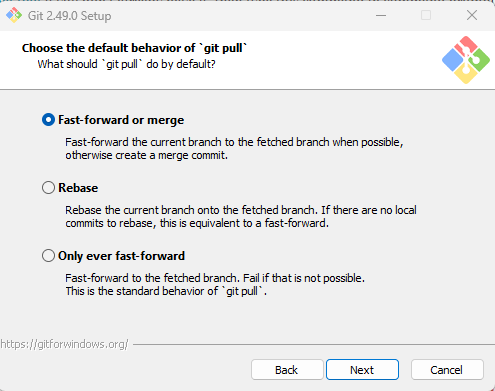 Git 2.49.0 Setup
Choose the default behavior of `git pull`
What should `git pull` do by default?
Fast-forward or merge
Fast-forward the current branch to the fetched branch when possible,
otherwise create a merge commit.
Rebase
Rebase the current branch onto the fetched branch. If there are no local
commits to rebase, this is equivalent to a fast-forward.
Only ever fast-forward
Fast-forward to the fetched branch. Fail if that is not possible.
This is the standard behavior of `git pull`.
https://gitforwindows.org/
Back
Next
Cancel